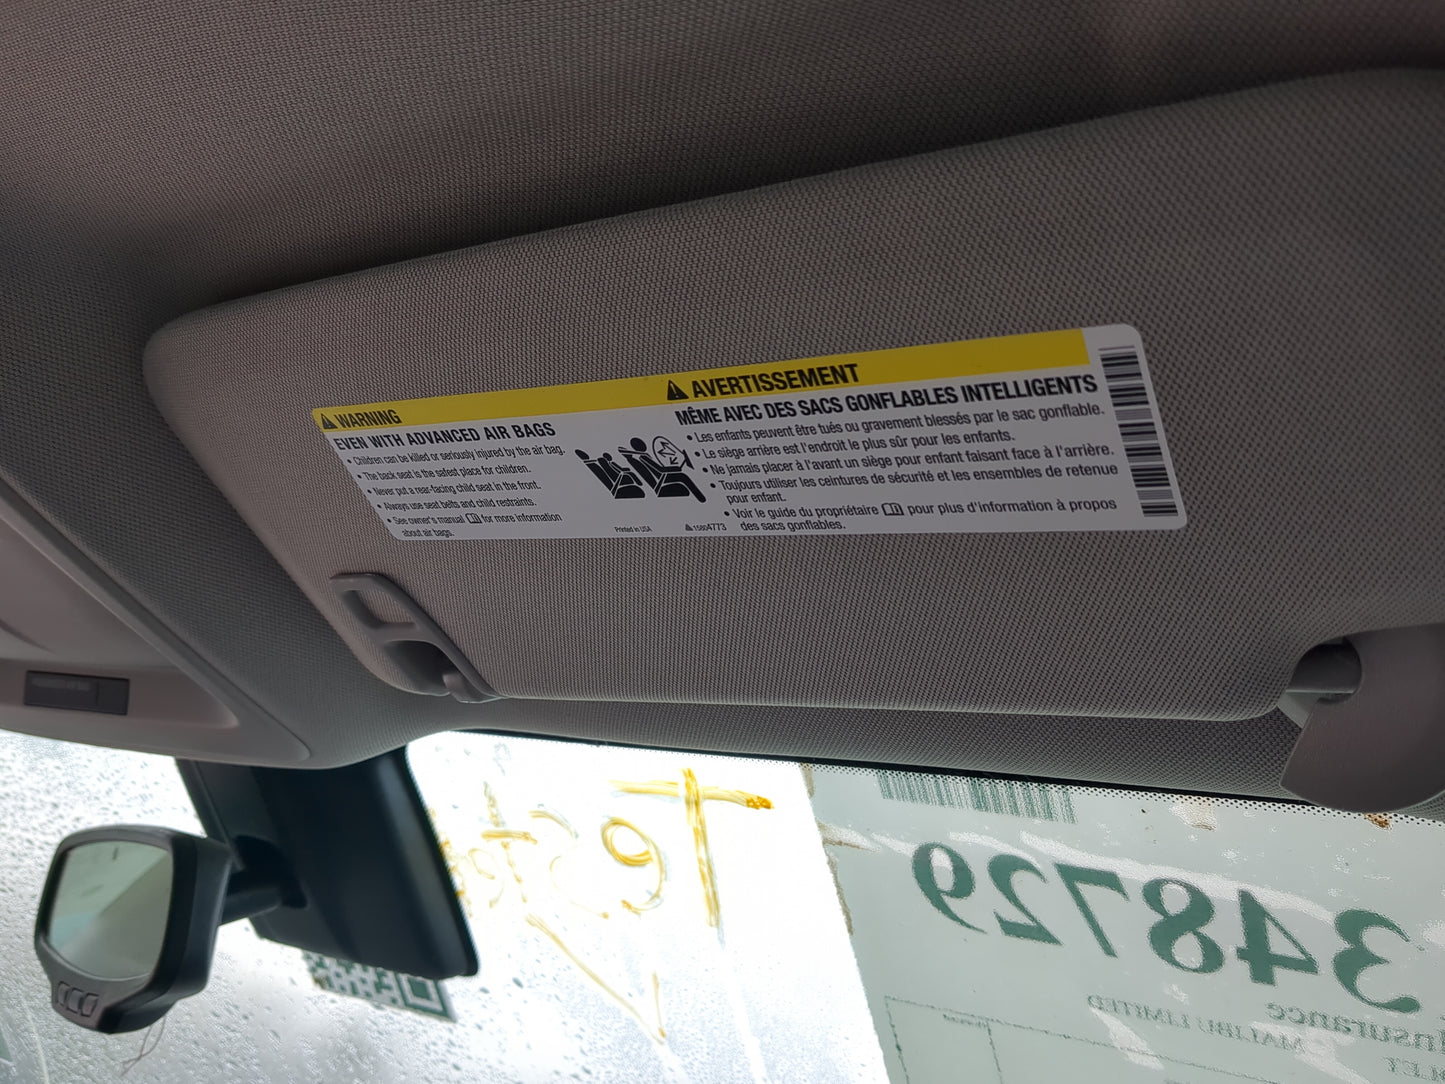 WARNING
EVEN WITH ADVANCED AIR BAGS
• Children can be killed or seriously injured by the air bag.
• The back seat is the safest place for children.
• Never put a rear-facing child seat in the front.
• Always use seat belts and child restraints.
• See owner's manual for more information
about air bags.
Printed in USA
15804773
AVERTISSEMENT
MÊME AVEC DES SACS GONFLABLES INTELLIGENTS
• Les enfants peuvent être tués ou gravement blessés par le sac gonflable.
• Le siège arrière est l'endroit le plus sûr pour les enfants.
• Ne jamais placer à l'avant un siège pour enfant faisant face à l'arrière.
• Toujours utiliser les ceintures de sécurité et les ensembles de retenue
pour enfant.
• Voir le guide du propriétaire pour plus d'information à propos
des sacs gonflables.
348729
Insurance
MALIBU LIMITED